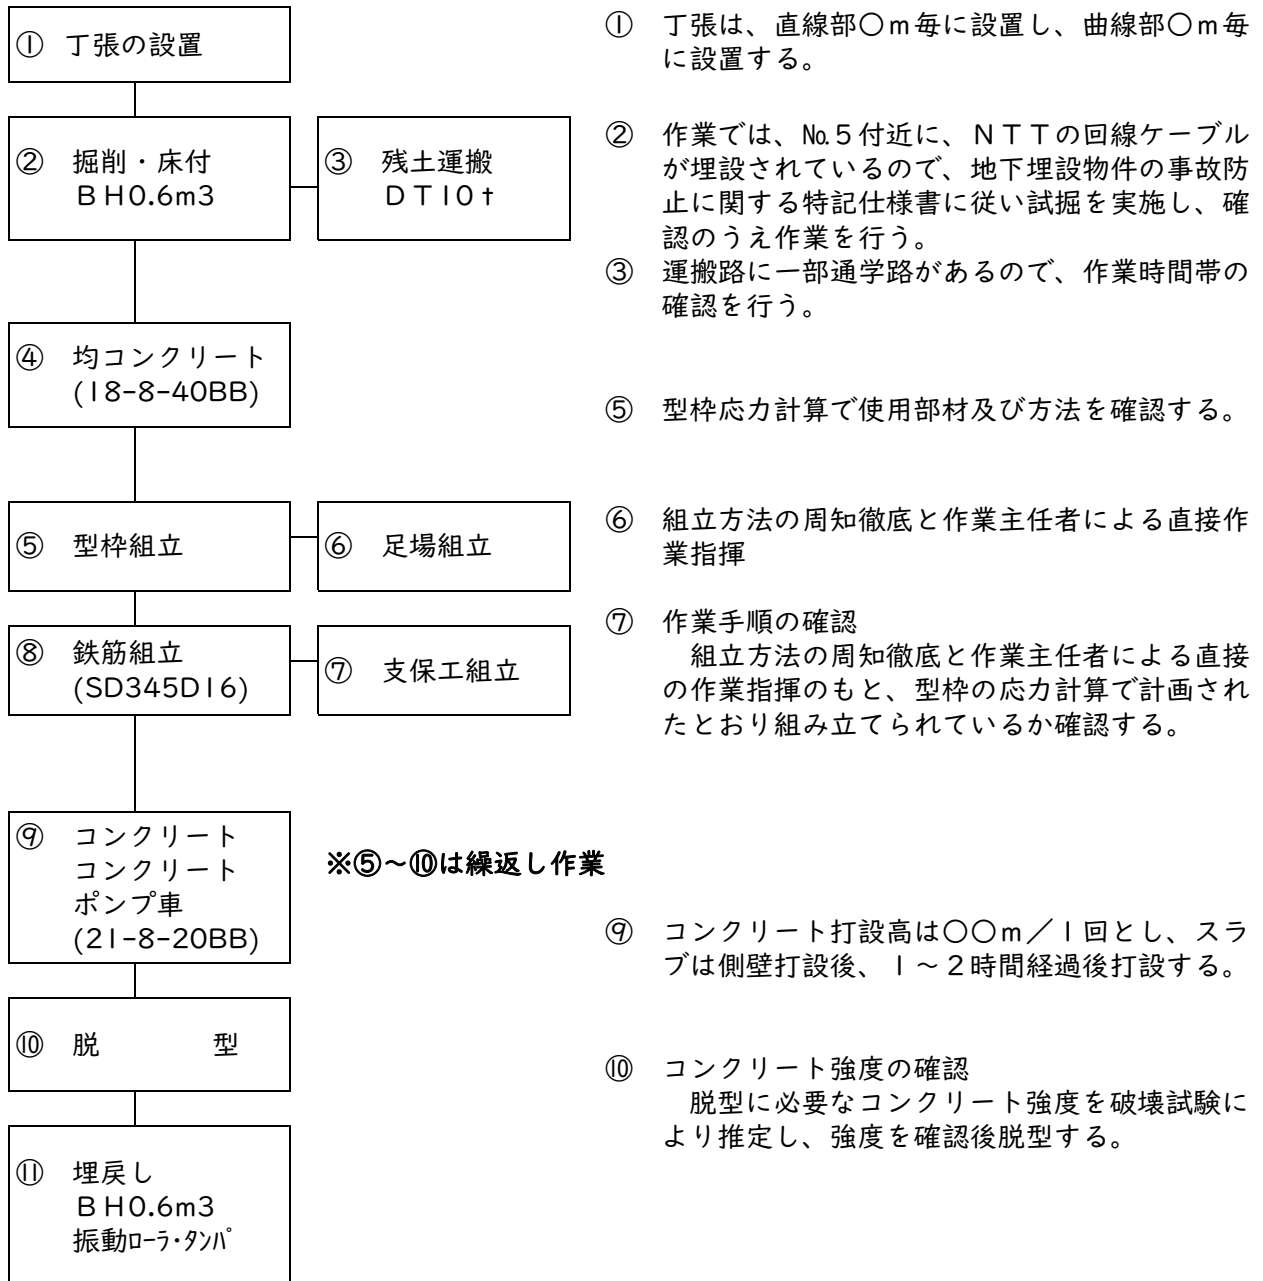 ① 丁張の設置
② 掘削・床付
ＢＨ0.6m3
③ 残土運搬
ＤＴ10ｔ
④ 均コンクリート
(18-8-40BB)
⑤ 型枠組立
⑥ 足場組立
⑧ 鉄筋組立
(SD345D16)
⑦ 支保工組立
⑨ コンクリート
コンクリート
ポンプ車
(21-8-20BB)
※⑤～⑩は繰返し作業
⑩ 脱　　　型
⑪ 埋戻し
ＢＨ0.6m3
振動ﾛｰﾗ・ﾀﾝﾊﾟ
① 丁張は、直線部〇ｍ毎に設置し、曲線部〇ｍ毎
に設置する。
② 作業では、№５付近に、ＮＴＴの回線ケーブル
が埋設されているので、地下埋設物件の事故防
止に関する特記仕様書に従い試掘を実施し、確
認のうえ作業を行う。
③ 運搬路に一部通学路があるので、作業時間帯の
確認を行う。
⑤ 型枠応力計算で使用部材及び方法を確認する。
⑥ 組立方法の周知徹底と作業主任者による直接作
業指揮
⑦ 作業手順の確認
組立方法の周知徹底と作業主任者による直接
の作業指揮のもと、型枠の応力計算で計画され
たとおり組み立てられているか確認する。
⑨ コンクリート打設高は〇〇ｍ／１回とし、スラ
ブは側壁打設後、１～２時間経過後打設する。
⑩ コンクリート強度の確認
脱型に必要なコンクリート強度を破壊試験に
より推定し、強度を確認後脱型する。